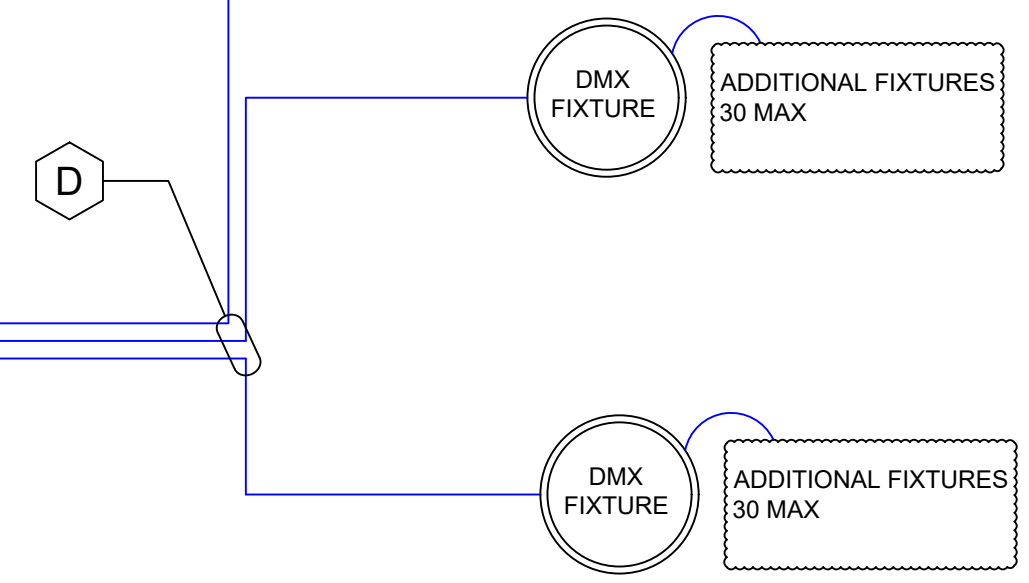 DMX
FIXTURE
ADDITIONAL FIXTURES
30 MAX
D
DMX
FIXTURE
ADDITIONAL FIXTURES
30 MAX